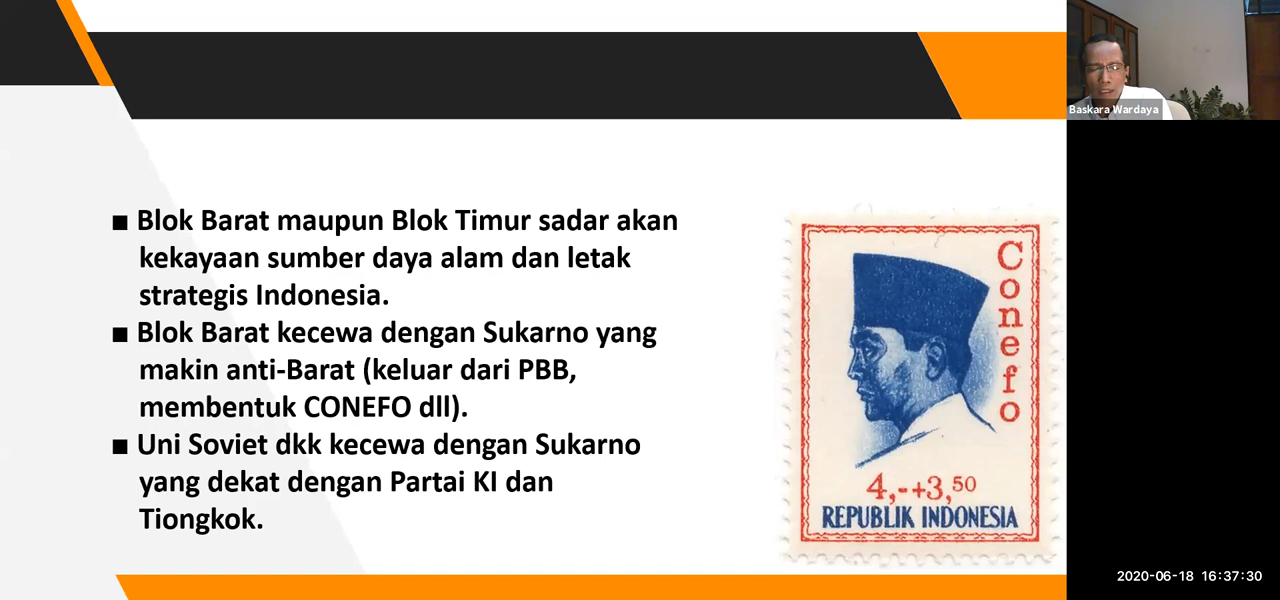 ■ Blok Barat maupun Blok Timur sadar akan
kekayaan sumber daya alam dan letak
strategis Indonesia.
■ Blok Barat kecewa dengan Sukarno yang
makin anti-Barat (keluar dari PBB,
membentuk CONEFO dll).
■ Uni Soviet dkk kecewa dengan Sukarno
yang dekat dengan Partai KI dan
Tiongkok.
Conefo
4,-+3,50
REPUBLIK INDONESIA
Baskara Wardaya
2020-06-18 16:37:30